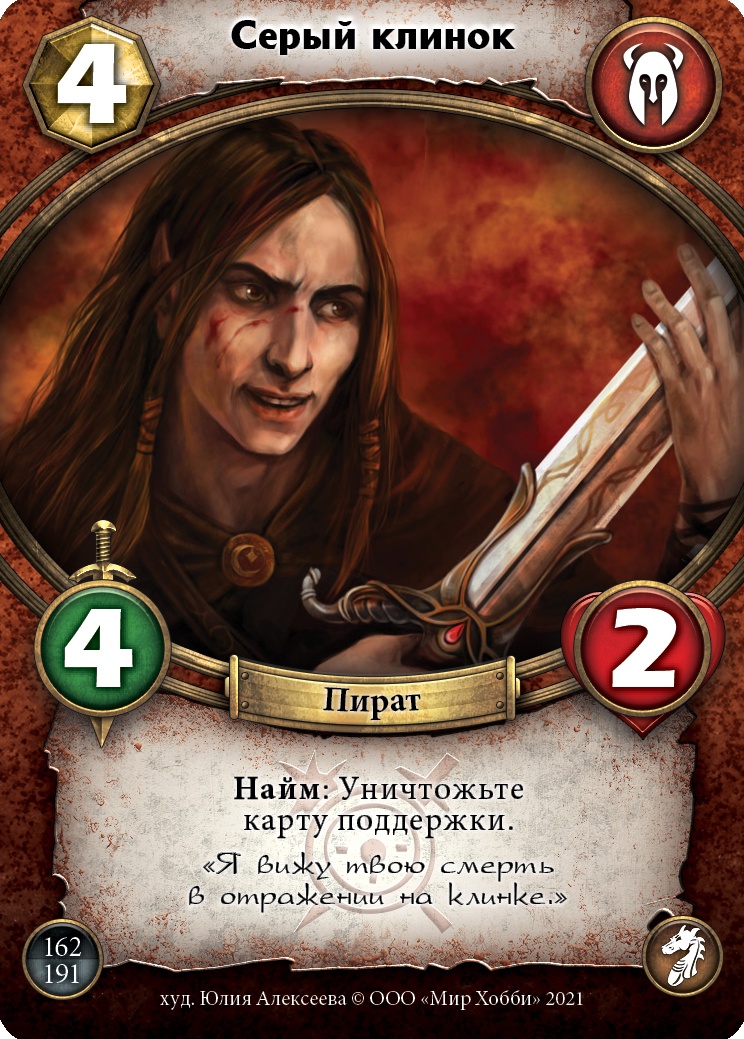 Серый клинок
4
4
2
Пират
Найм: Уничтожьте
карту поддержки.
«Я вижу твою смерть
в отражении на клинке.»
162
191
худ. Юлия Алексеева © ООО «Мир Хобби» 2021